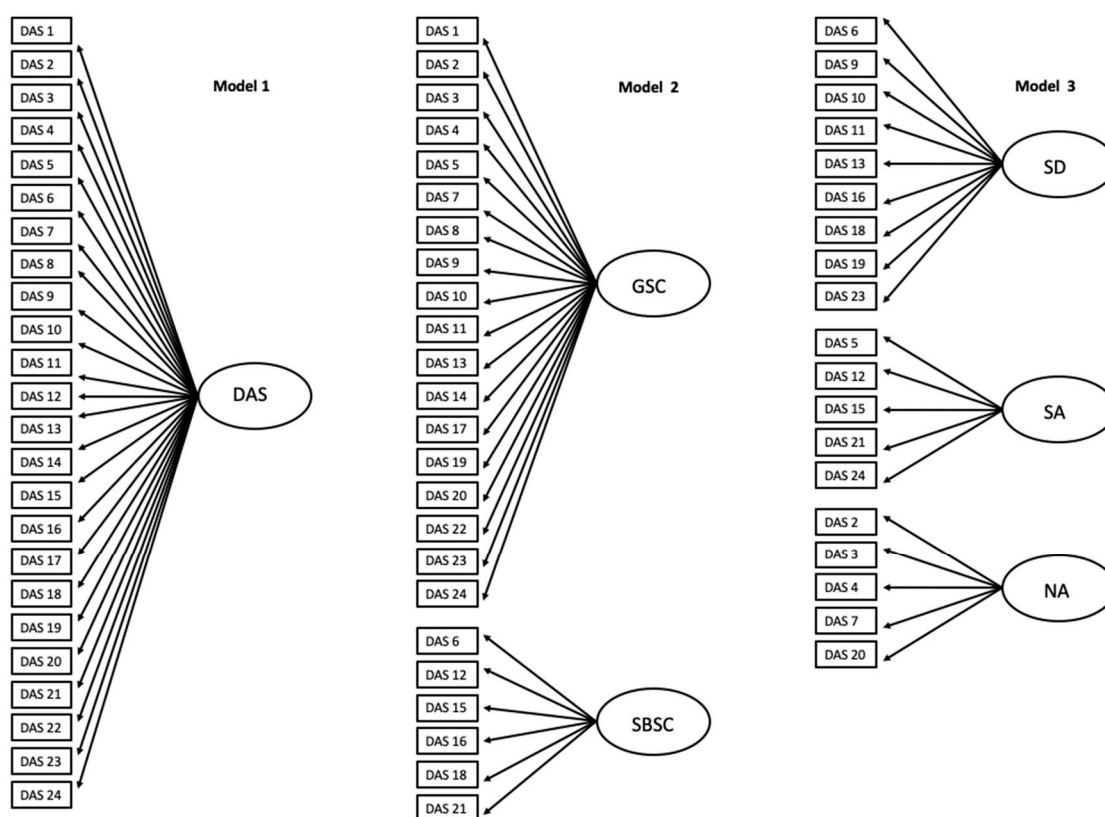 Model 1
DAS 1
DAS 2
DAS 3
DAS 4
DAS 5
DAS 6
DAS 7
DAS 8
DAS 9
DAS 10
DAS 11
DAS 12
DAS 13
DAS 14
DAS 15
DAS 16
DAS 17
DAS 18
DAS 19
DAS 20
DAS 21
DAS 22
DAS 23
DAS 24
DAS
Model 2
DAS 1
DAS 2
DAS 3
DAS 4
DAS 5
DAS 7
DAS 8
DAS 9
DAS 10
DAS 11
DAS 13
DAS 14
DAS 17
DAS 19
DAS 20
DAS 22
DAS 23
DAS 24
GSC
DAS 6
DAS 12
DAS 15
DAS 16
DAS 18
DAS 21
SBSC
Model 3
DAS 6
DAS 9
DAS 10
DAS 11
DAS 13
DAS 16
DAS 18
DAS 19
DAS 23
SD
DAS 5
DAS 12
DAS 15
DAS 21
DAS 24
SA
DAS 2
DAS 3
DAS 4
DAS 7
DAS 20
NA